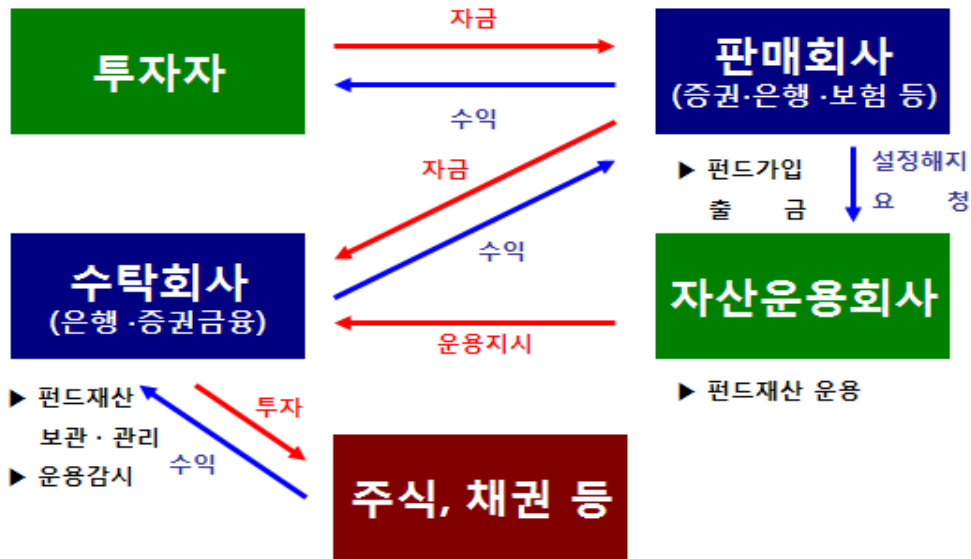 자금
투자자
판매회사
(증권·은행 ·보험 등)
수익
자금
▶ 펀드가입
출 금
설정해지
요 청
수익
수탁회사
(은행 ·증권금융)
자산운용회사
운용지시
▶ 펀드재산
보관 · 관리
▶ 운용감시
투자
수익
▶ 펀드재산 운용
주식, 채권 등